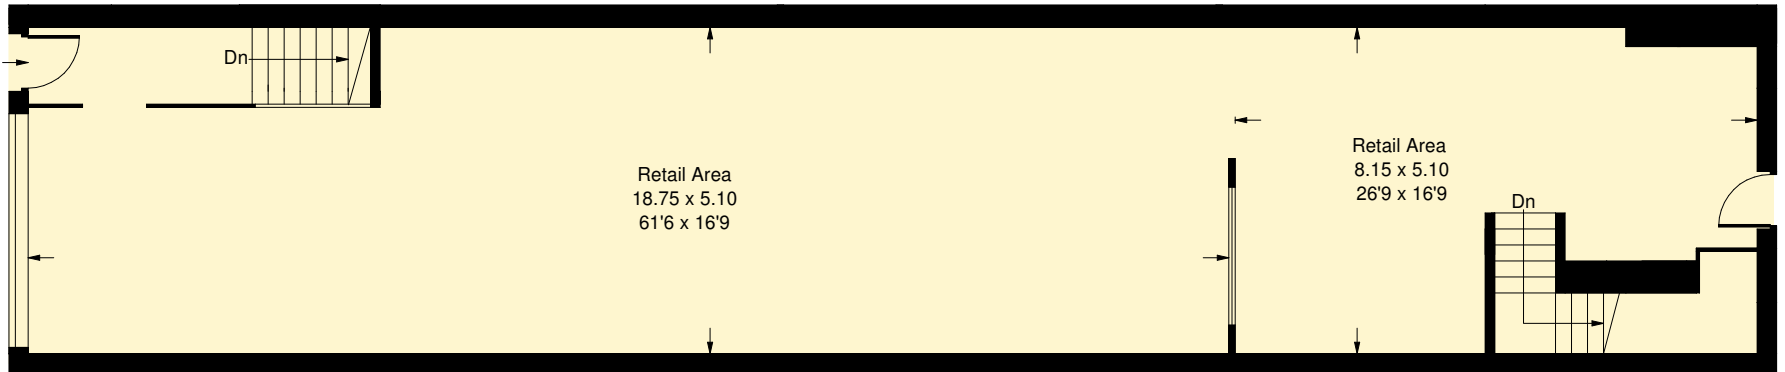 Dn
Retail Area
18.75 x 5.10
61'6 x 16'9
Retail Area
8.15 x 5.10
26'9 x 16'9
Dn